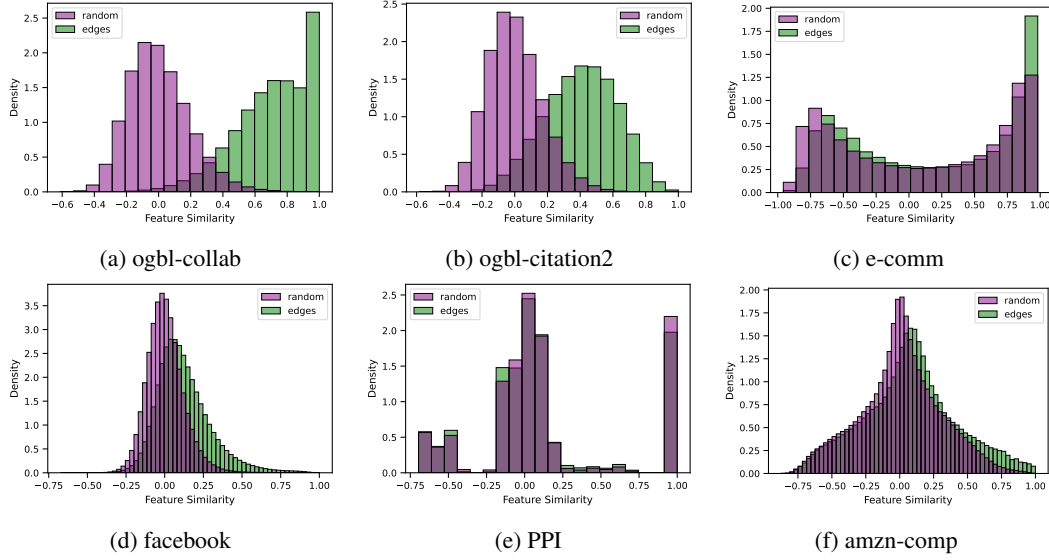 random
edges
Density
2.5
2.0
1.5
1.0
0.5
0.0
−0.6 −0.4 −0.2 0.0 0.2 0.4 0.6 0.8 1.0
Feature Similarity
(a) ogbl-collab
random
edges
Density
2.5
2.0
1.5
1.0
0.5
0.0
−0.6 −0.4 −0.2 0.0 0.2 0.4 0.6 0.8 1.0
Feature Similarity
(b) ogbl-citation2
random
edges
Density
2.00
1.75
1.50
1.25
1.00
0.75
0.50
0.25
0.00
−1.00 −0.75 −0.50 −0.25 0.00 0.25 0.50 0.75 1.00
Feature Similarity
(c) e-comm
random
edges
Density
3.5
3.0
2.5
2.0
1.5
1.0
0.5
0.0
−0.75 −0.50 −0.25 0.00 0.25 0.50 0.75 1.00
Feature Similarity
(d) facebook
random
edges
Density
2.5
2.0
1.5
1.0
0.5
0.0
−0.75 −0.50 −0.25 0.00 0.25 0.50 0.75 1.00
Feature Similarity
(e) PPI
random
edges
Density
2.00
1.75
1.50
1.25
1.00
0.75
0.50
0.25
0.00
−0.75 −0.50 −0.25 0.00 0.25 0.50 0.75 1.00
Feature Similarity
(f) amzn-comp